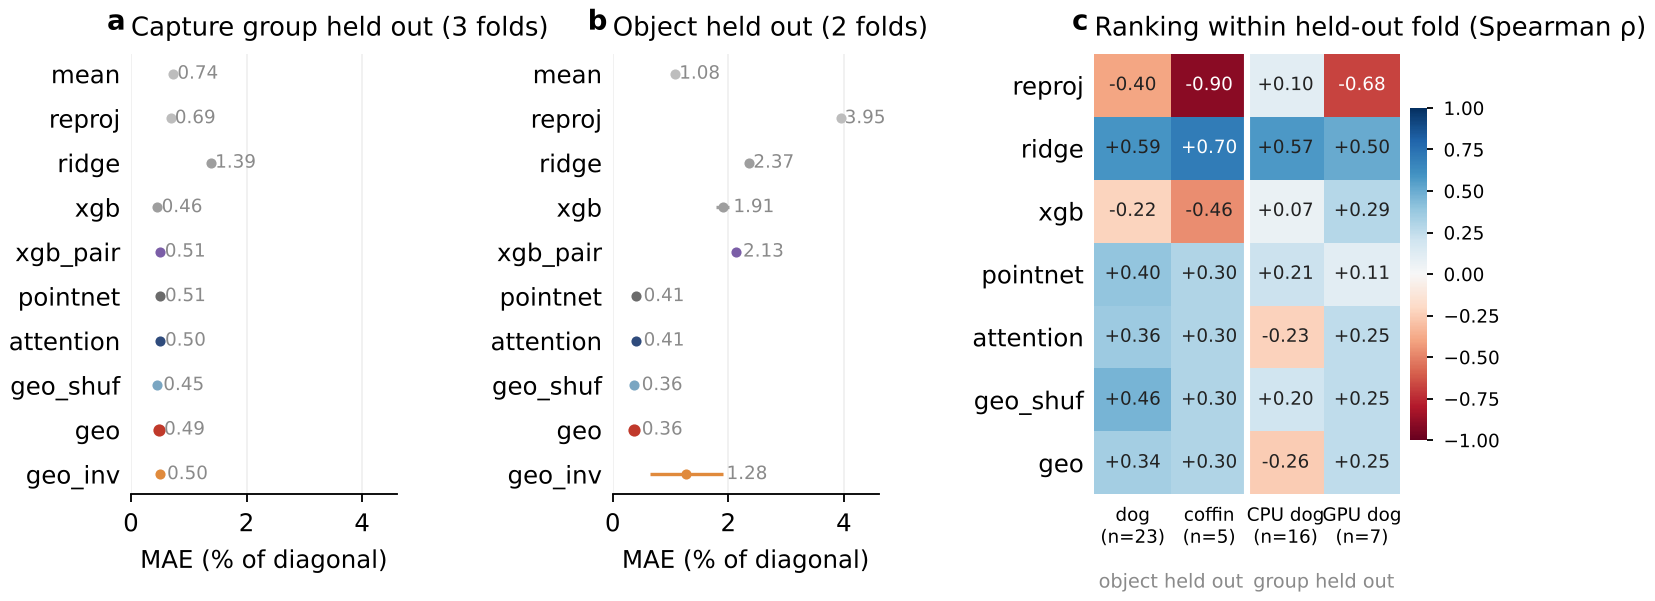 a Capture group held out (3 folds)
mean 0.74
reproj 0.69
ridge 1.39
xgb 0.46
xgb_pair 0.51
pointnet 0.51
attention 0.50
geo_shuf 0.45
geo 0.49
geo_inv 0.50
0 2 4
MAE (% of diagonal)
b Object held out (2 folds)
mean 1.08
reproj 3.95
ridge 2.37
xgb 1.91
xgb_pair 2.13
pointnet 0.41
attention 0.41
geo_shuf 0.36
geo 0.36
geo_inv 1.28
0 2 4
MAE (% of diagonal)
c Ranking within held-out fold (Spearman ρ)
reproj -0.40 -0.90 +0.10 -0.68
ridge +0.59 +0.70 +0.57 +0.50
xgb -0.22 -0.46 +0.07 +0.29
pointnet +0.40 +0.30 +0.21 +0.11
attention +0.36 +0.30 -0.23 +0.25
geo_shuf +0.46 +0.30 +0.20 +0.25
geo +0.34 +0.30 -0.26 +0.25
dog coffin CPU dog GPU dog
(n=23) (n=5) (n=16) (n=7)
object held out group held out
1.00
0.75
0.50
0.25
0.00
−0.25
−0.50
−0.75
−1.00